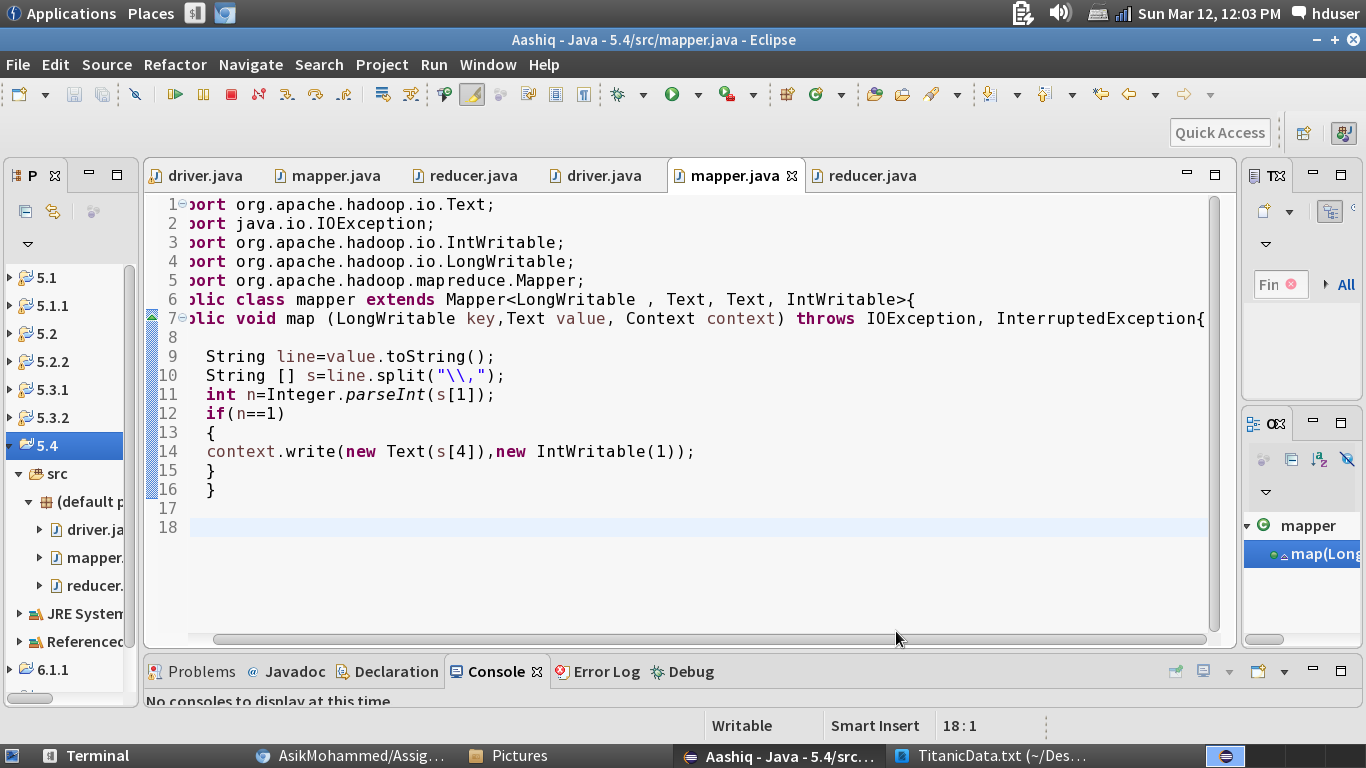 Applications Places Sun Mar 12, 12:03 PM hduser
Aashiq - Java - 5.4/src/mapper.java - Eclipse
File Edit Source Refactor Navigate Search Project Run Window Help
Quick Access
P
driver.java mapper.java reducer.java driver.java mapper.java reducer.java
1 port org.apache.hadoop.io.Text;
2 port java.io.IOException;
3 port org.apache.hadoop.io.IntWritable;
4 port org.apache.hadoop.io.LongWritable;
5 port org.apache.hadoop.mapreduce.Mapper;
6 blic class mapper extends Mapper<LongWritable , Text, Text, IntWritable>{
7 blic void map (LongWritable key,Text value, Context context) throws IOException, InterruptedException{
8
9 String line=value.toString();
10 String [] s=line.split("\\,");
11 int n=Integer.parseInt(s[1]);
12 if(n==1)
13 {
14 context.write(new Text(s[4]),new IntWritable(1));
15 }
16 }
17
18
5.1
5.1.1
5.2
5.2.2
5.3.1
5.3.2
5.4
src
(default p
driver.ja
mapper.
reducer.
JRE System
Referenced
6.1.1
Fin All
mapper
map(Long
Problems @ Javadoc Declaration Console Error Log Debug
No consoles to display at this time.
Writable Smart Insert 18 : 1
Terminal AsikMohammed/Assig... Pictures Aashiq - Java - 5.4/src... TitanicData.txt (~/Des...